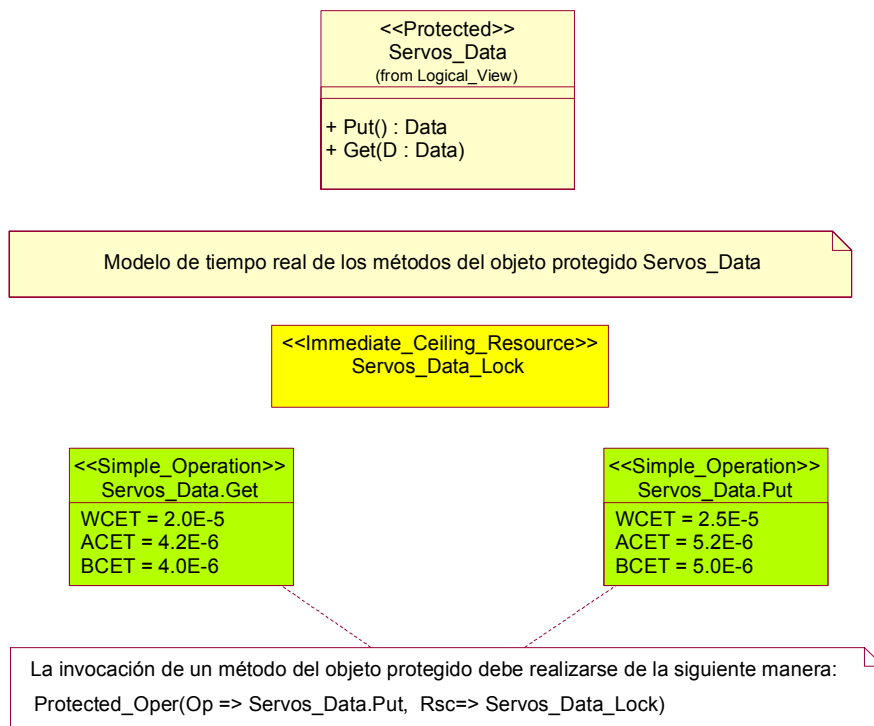 <<Protected>>
Servos_Data
(from Logical_View)
+ Put() : Data
+ Get(D : Data)
Modelo de tiempo real de los métodos del objeto protegido Servos_Data
<<Immediate_Ceiling_Resource>>
Servos_Data_Lock
<<Simple_Operation>>
Servos_Data.Get
WCET = 2.0E-5
ACET = 4.2E-6
BCET = 4.0E-6
<<Simple_Operation>>
Servos_Data.Put
WCET = 2.5E-5
ACET = 5.2E-6
BCET = 5.0E-6
La invocación de un método del objeto protegido debe realizarse de la siguiente manera:
Protected_Oper(Op => Servos_Data.Put, Rsc=> Servos_Data_Lock)